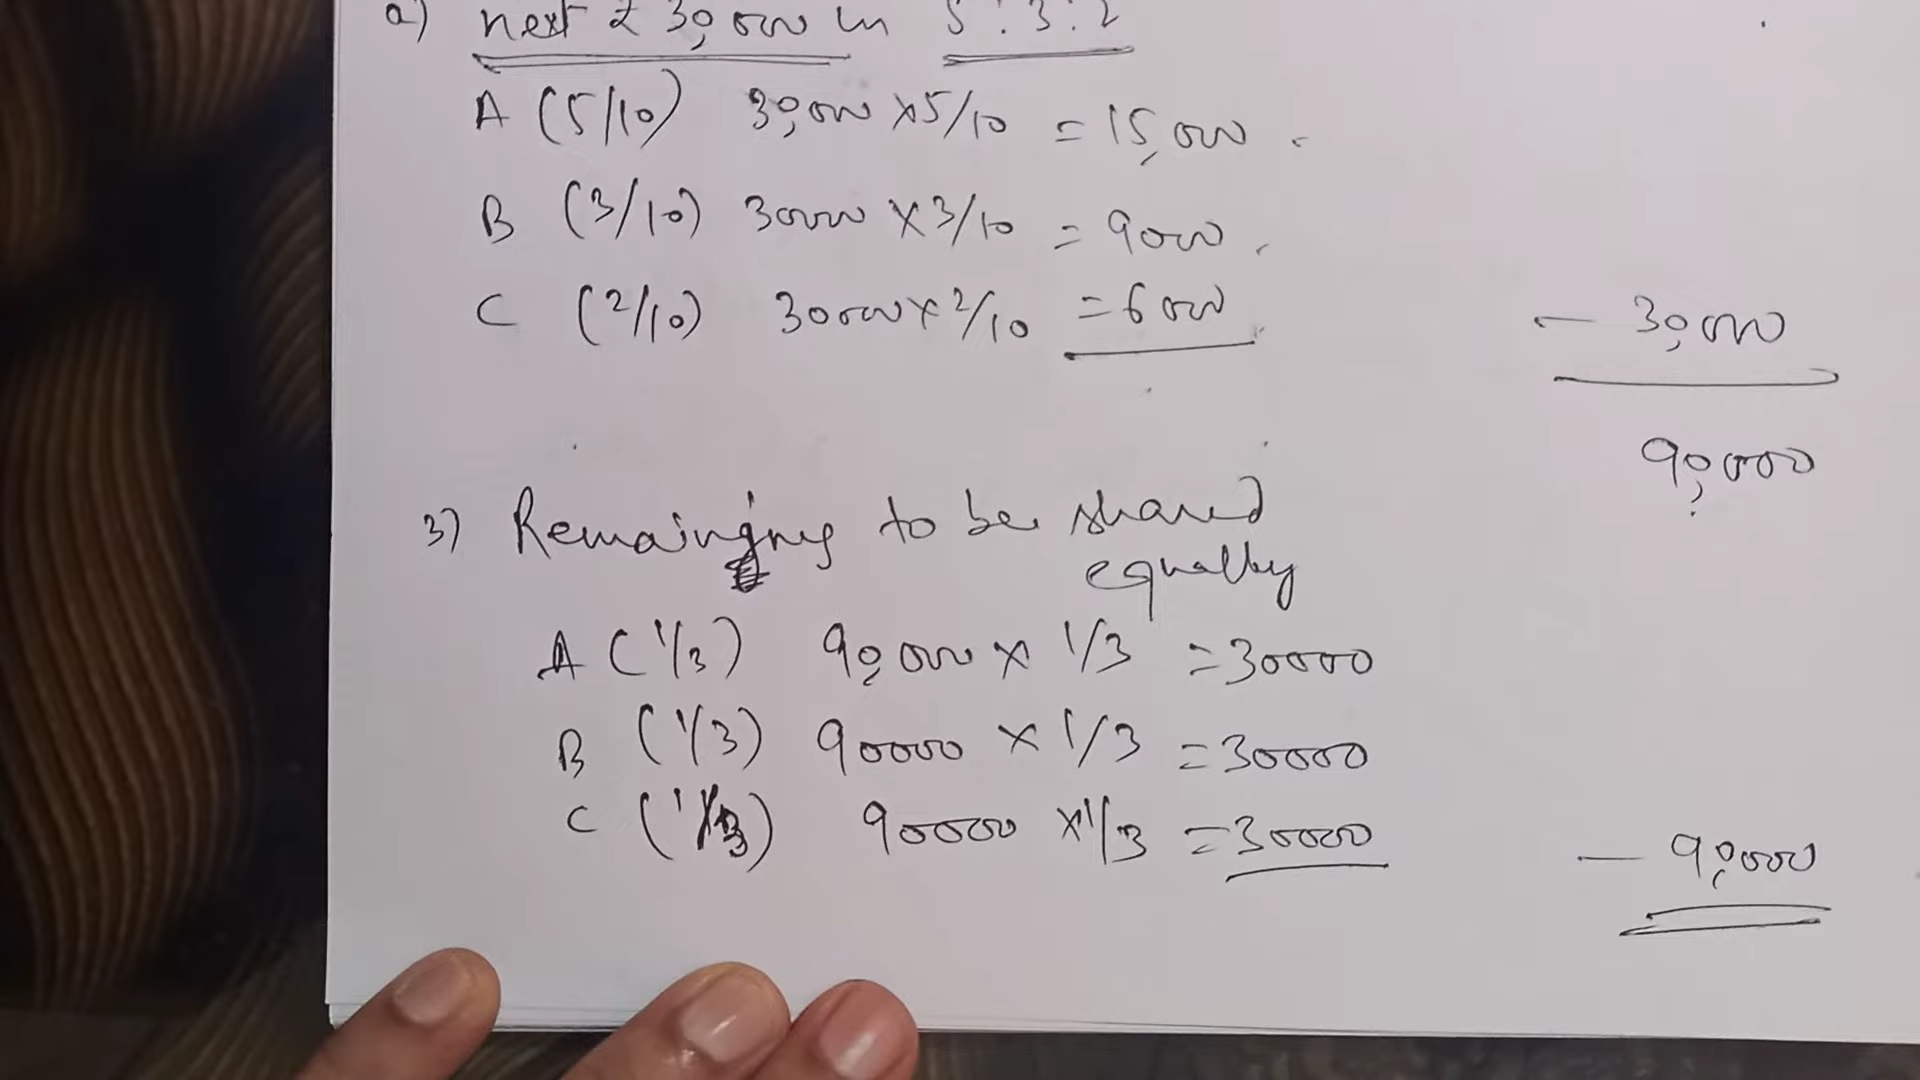 a) next ₹ 30,000 in 5:3:2
A (5/10) 30,000 x5/10 = 15,000
B (3/10) 30000 x 3/10 = 9000
C (2/10) 30000 x 2/10 = 6000
- 30,000
90,000
3) Remaining to be shared
equally
A (1/3) 90,000 x 1/3 = 30000
B (1/3) 90000 x 1/3 = 30000
C (1/3) 90000 x 1/3 = 30000
- 90,000